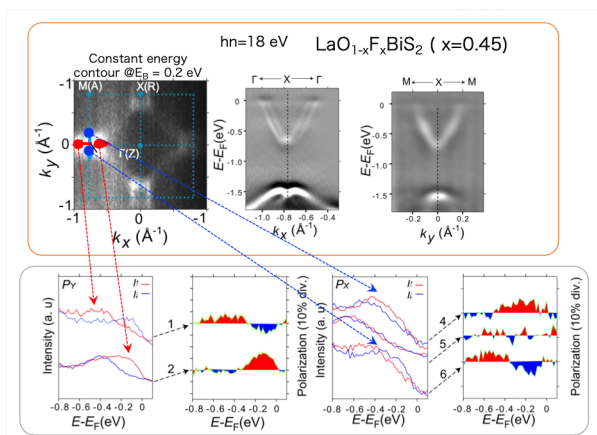 hn=18 eV
LaO1-xFxBiS2 ( x=0.45)
Constant energy
contour @EB = 0,2 eV
M(A)
X(R)
Γ(Z)
-1
0
1
-1
0
-1
ky (Å-1)
kx (Å-1)
Γ ← X → Γ
0
-0.5
-1.0
-1.5
E-EF(eV)
-1.0 -0.8 -0.6 -0.4
kx (Å-1)
M ← X → M
0
-0.5
-1.0
-1.5
E-EF(eV)
-0.2 0 0.2
ky (Å-1)
PY
I↑
I↓
Intensity (a. u)
-0.8 -0.6 -0.4 -0.2 0
E-EF(eV)
1
2
Polarization (10% div.)
-0.8 -0.6 -0.4 -0.2 0
E-EF(eV)
PX
I↑
I↓
Intensity (a. u)
-0.8 -0.6 -0.4 -0.2 0
E-EF(eV)
4
5
6
Polarization (10% div.)
-0.8 -0.6 -0.4 -0.2 0
E-EF(eV)